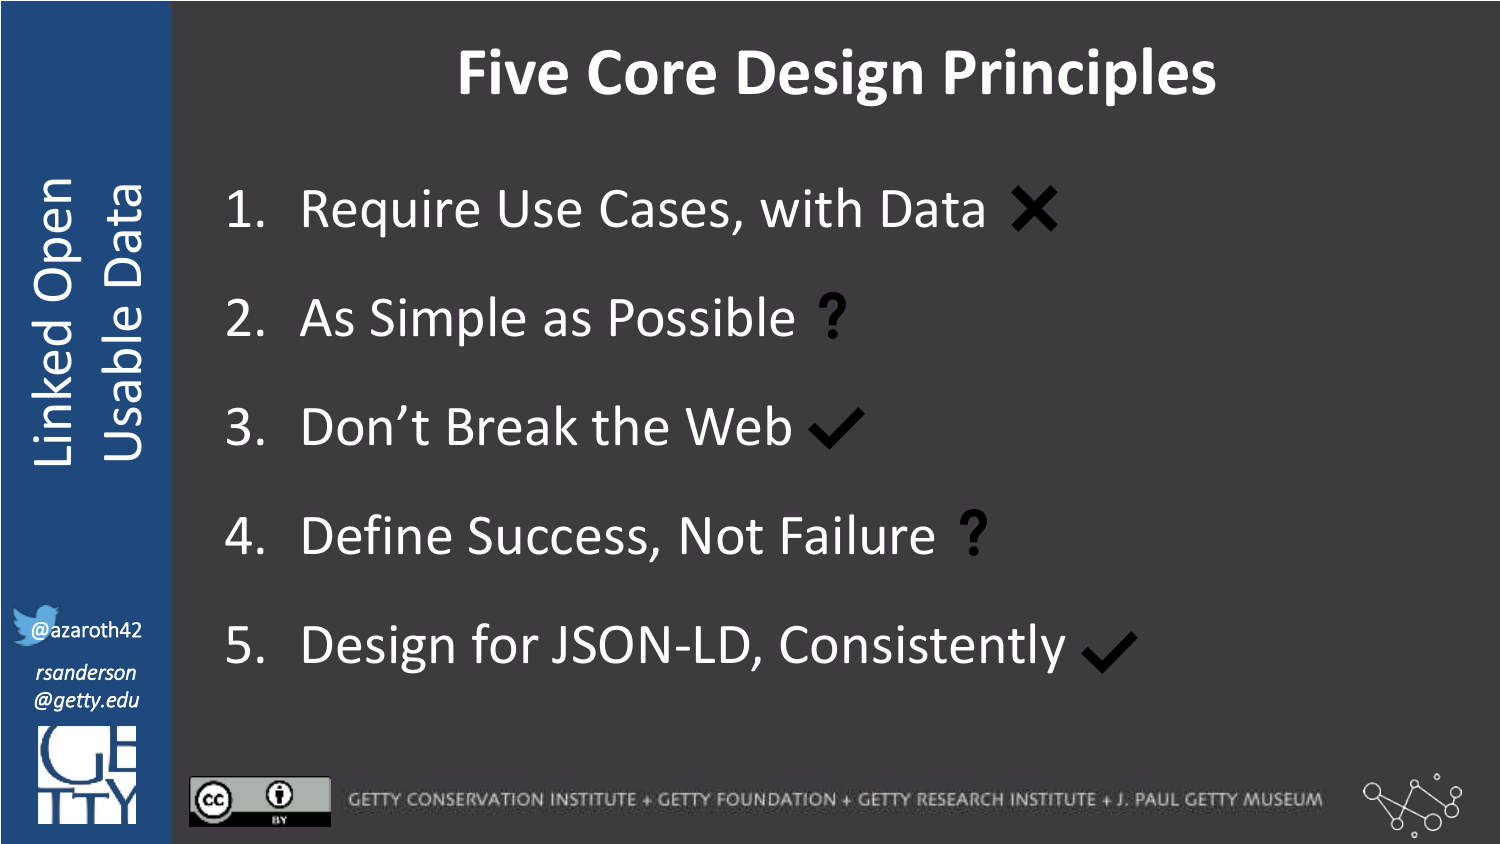 Five Core Design Principles
Linked Open
Usable Data
1. Require Use Cases, with Data ✖
2. As Simple as Possible ?
3. Don’t Break the Web ✔
4. Define Success, Not Failure ?
5. Design for JSON-LD, Consistently ✔
@azaroth42
rsanderson
@getty.edu
GETTY
cc BY
GETTY CONSERVATION INSTITUTE + GETTY FOUNDATION + GETTY RESEARCH INSTITUTE + J. PAUL GETTY MUSEUM